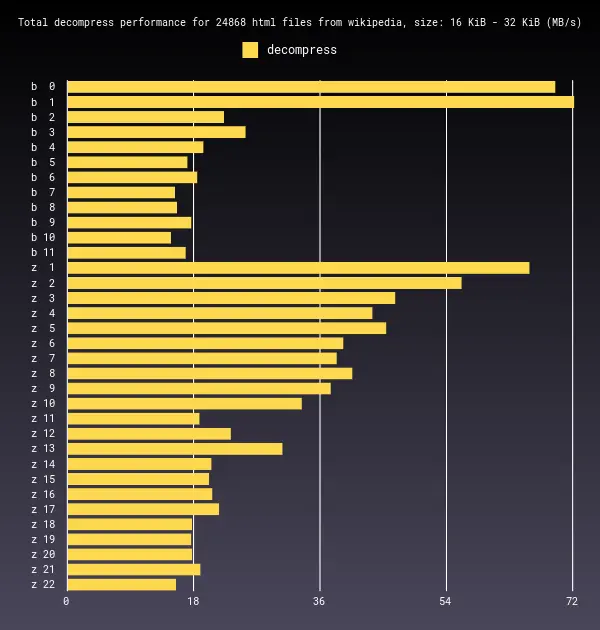 Total decompress performance for 24868 html files from wikipedia, size: 16 KiB - 32 KiB (MB/s)
decompress
b 0
b 1
b 2
b 3
b 4
b 5
b 6
b 7
b 8
b 9
b 10
b 11
z 1
z 2
z 3
z 4
z 5
z 6
z 7
z 8
z 9
z 10
z 11
z 12
z 13
z 14
z 15
z 16
z 17
z 18
z 19
z 20
z 21
z 22
0 18 36 54 72